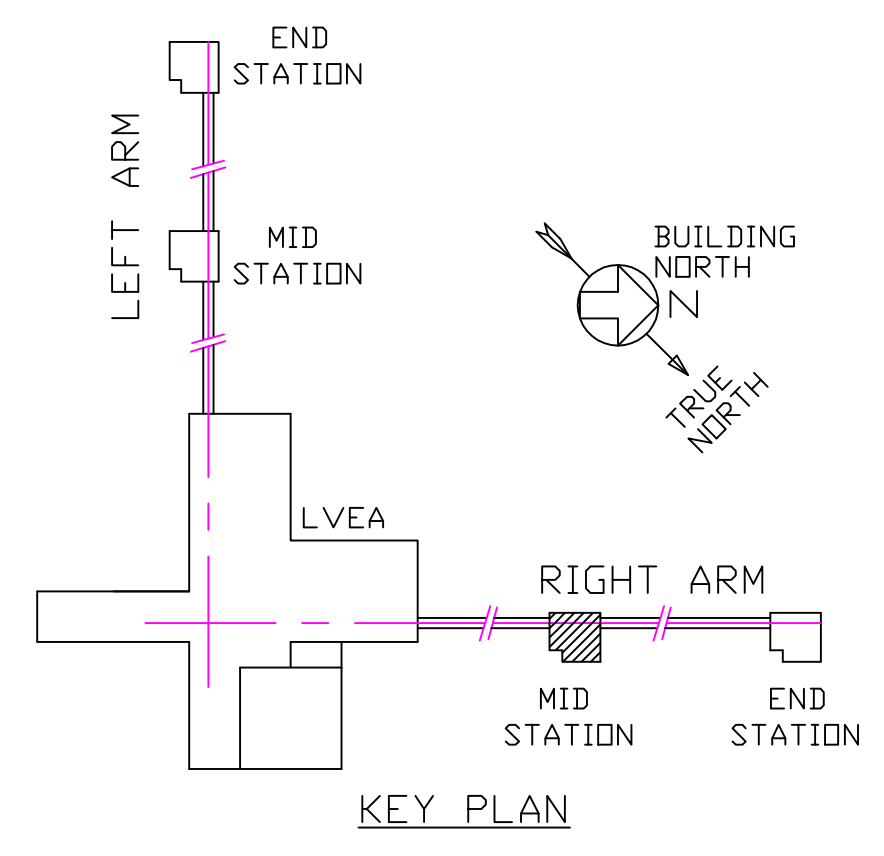 END
STATION
LEFT ARM
MID
STATION
BUILDING
NORTH
N
TRUE
NORTH
LVEA
RIGHT ARM
MID
STATION
END
STATION
KEY PLAN